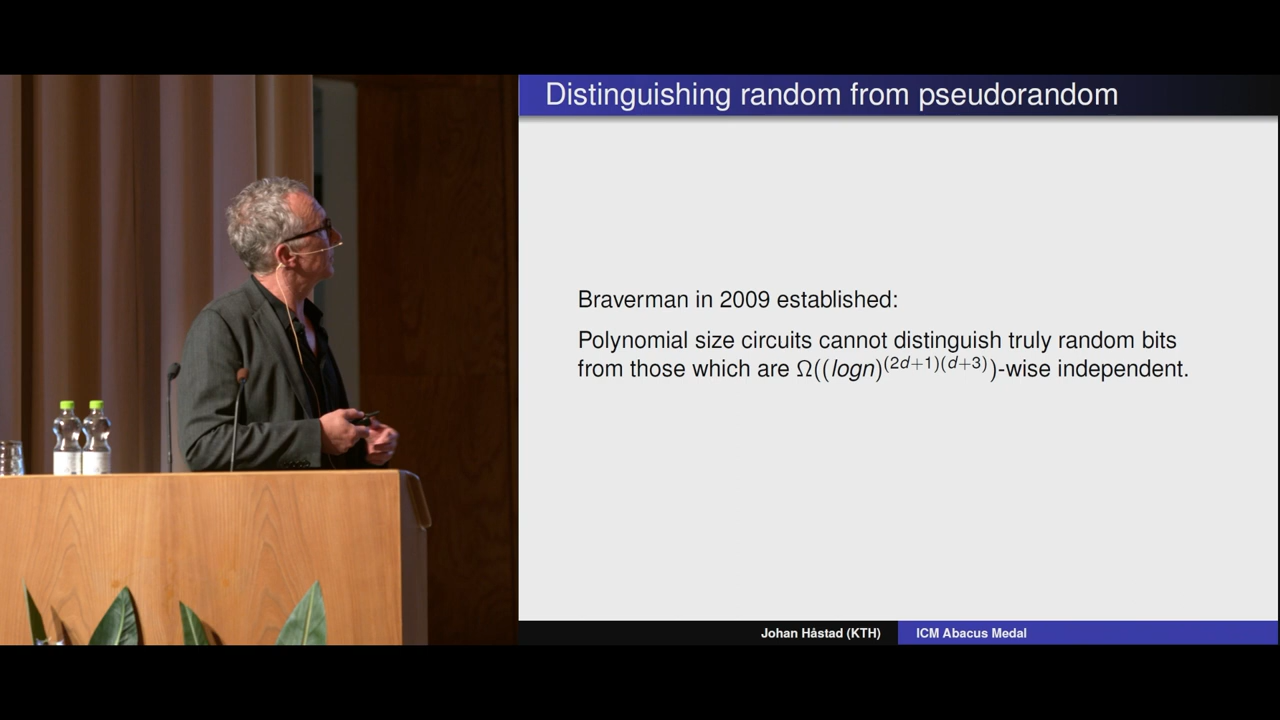 Distinguishing random from pseudorandom
Braverman in 2009 established:
Polynomial size circuits cannot distinguish truly random bits
from those which are Ω((logn)^(2d+1)(d+3))-wise independent.
Johan Håstad (KTH)
ICM Abacus Medal